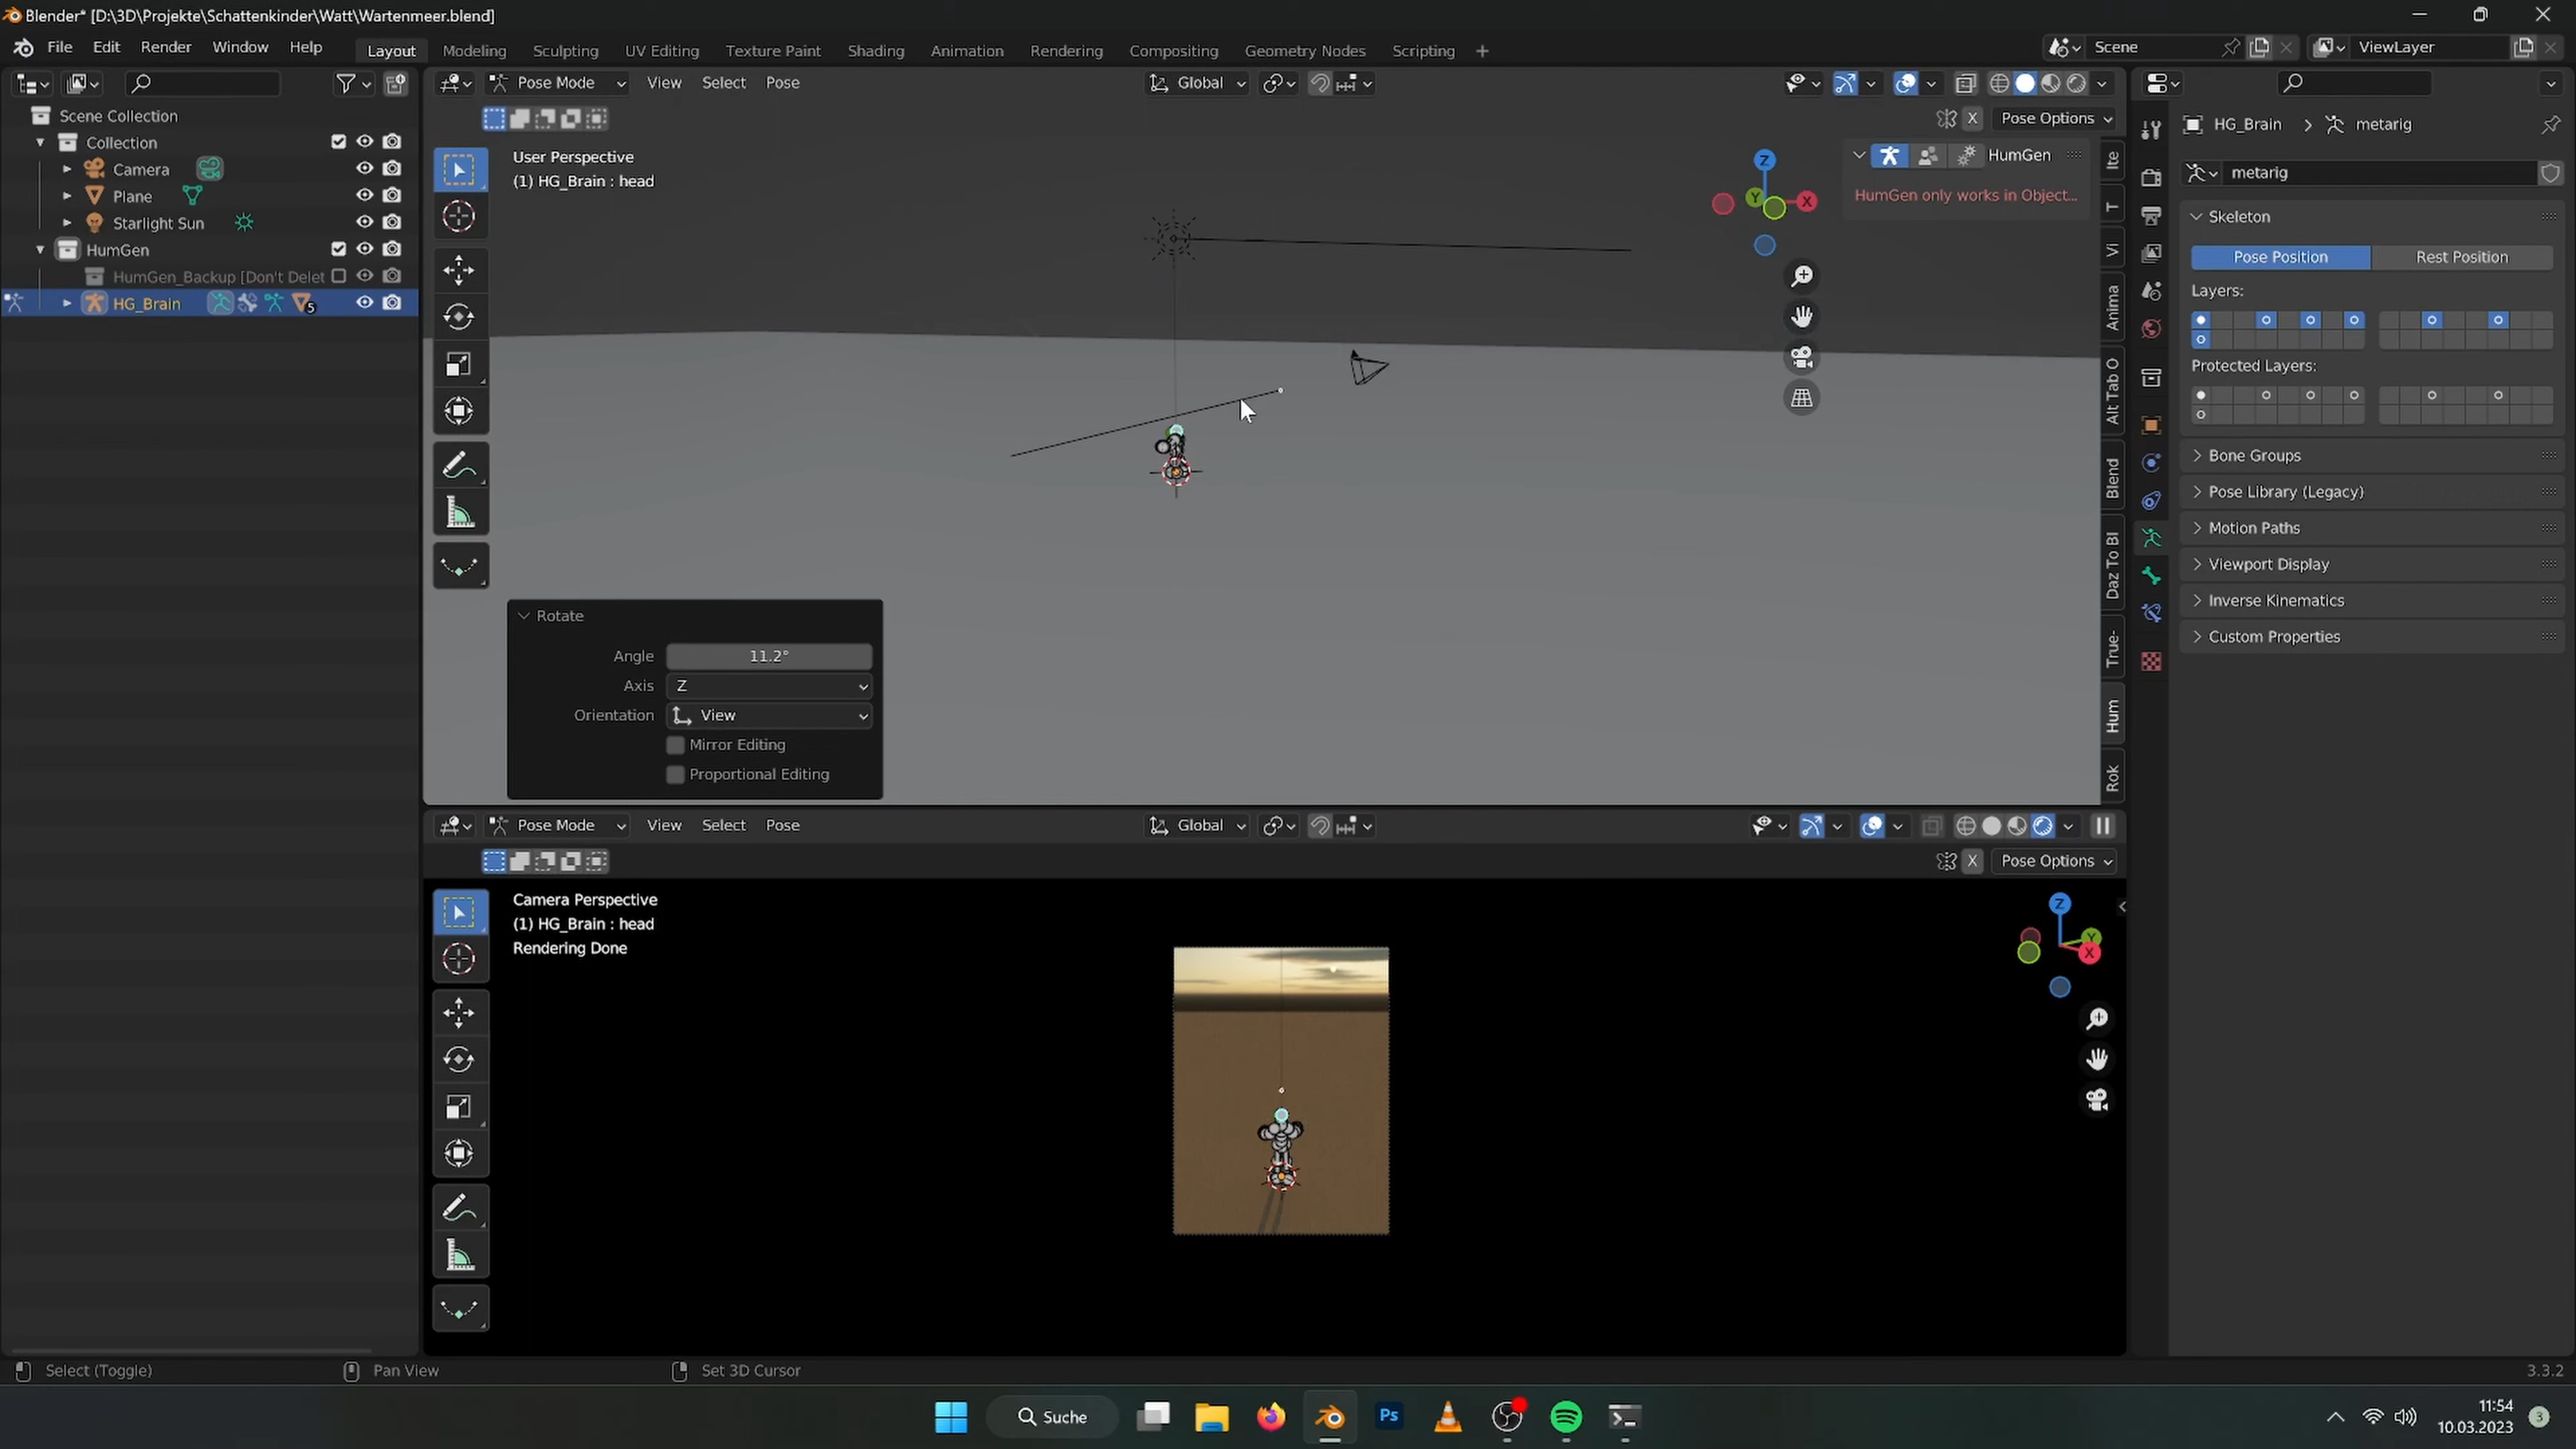 Blender* [D:\3D\Projekte\Schattenkinder\Watt\Wartenmeer.blend]
File Edit Render Window Help Layout Modeling Sculpting UV Editing Texture Paint Shading Animation Rendering Compositing Geometry Nodes Scripting + Scene ViewLayer
Pose Mode View Select Pose Global
X Pose Options
Scene Collection
Collection
Camera
Plane
Starlight Sun
HumGen
HumGen_Backup [Don't Delet
HG_Brain 5
User Perspective
(1) HG_Brain : head
Z
Y
X
HumGen
HumGen only works in Object...
Ite
T
Vi
Anima
Alt Tab O
Blend
Daz To Bl
True-
Hum
Rok
Rotate
Angle 11.2°
Axis Z
Orientation View
Mirror Editing
Proportional Editing
HG_Brain > metarig
metarig
Skeleton
Pose Position Rest Position
Layers:
Protected Layers:
Bone Groups
Pose Library (Legacy)
Motion Paths
Viewport Display
Inverse Kinematics
Custom Properties
Pose Mode View Select Pose Global
X Pose Options
Camera Perspective
(1) HG_Brain : head
Rendering Done
Z
Y
X
Select (Toggle) Pan View Set 3D Cursor 3.3.2
Suche Ps
11:54
10.03.2023 3